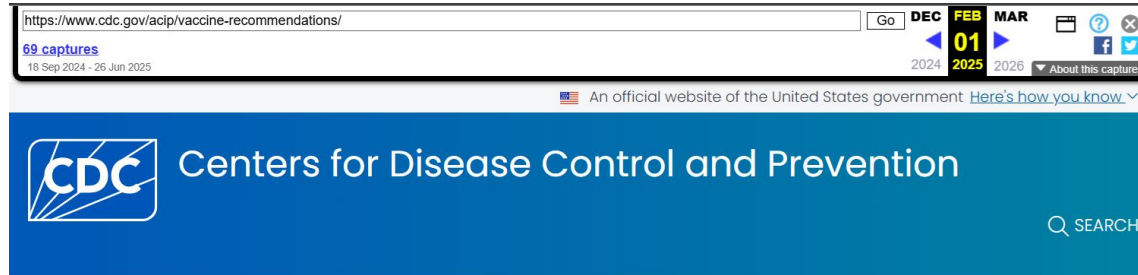 https://www.cdc.gov/acip/vaccine-recommendations/ Go DEC FEB MAR
69 captures 01
18 Sep 2024 - 26 Jun 2025 2024 2025 2026 About this capture
An official website of the United States government Here's how you know
CDC Centers for Disease Control and Prevention
SEARCH